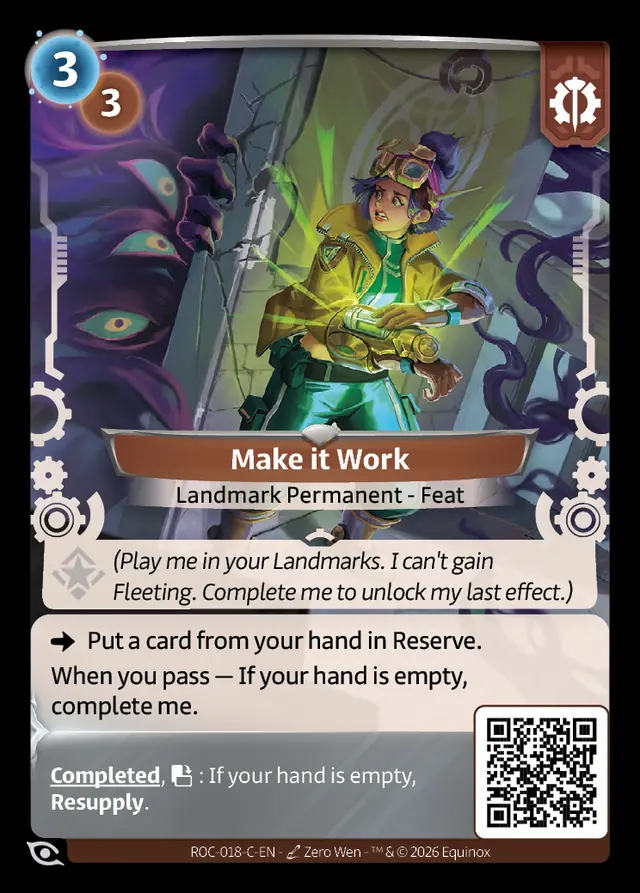 3
3
Make it Work
Landmark Permanent - Feat
(Play me in your Landmarks. I can't gain
Fleeting. Complete me to unlock my last effect.)
Put a card from your hand in Reserve.
When you pass — If your hand is empty,
complete me.
Completed, : If your hand is empty,
Resupply.
ROC-018-C-EN - Zero Wen - ™ & © 2026 Equinox